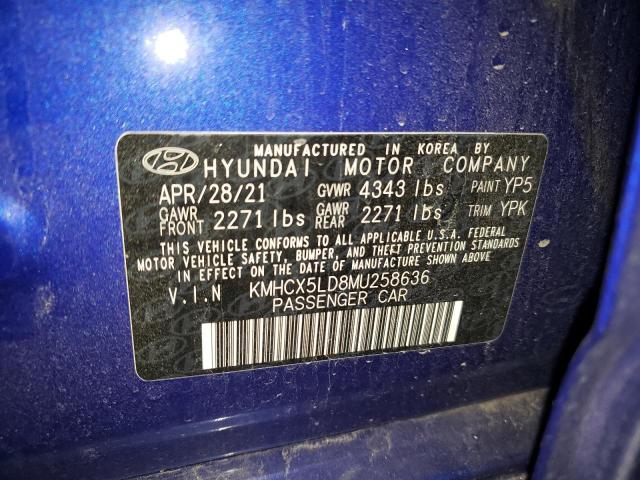 MANUFACTURED IN KOREA BY
HYUNDAI MOTOR COMPANY
APR/28/21 GVWR 4343 lbs PAINT YP5
GAWR FRONT 2271 lbs GAWR REAR 2271 lbs TRIM YPK
THIS VEHICLE CONFORMS TO ALL APPLICABLE U.S.A. FEDERAL
MOTOR VEHICLE SAFETY, BUMPER, AND THEFT PREVENTION STANDARDS
IN EFFECT ON THE DATE OF MANUFACTURE SHOWN ABOVE.
V.I.N KMHCX5LD8MU258636
PASSENGER CAR